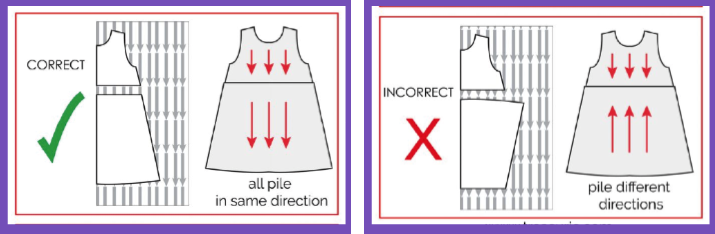 CORRECT
all pile
in same direction
INCORRECT
X
pile different
directions